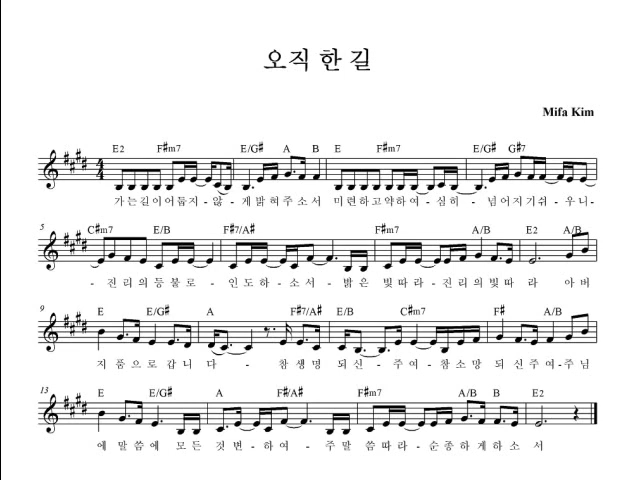 오직 한 길
Mifa Kim
E2 F#m7 E/G# A B E F#m7 E/G# G#7
4 4
가는길이어둡지 - 않 - 게밝혀주소서 미련하고약하여 - 심히 - 넘어지기쉬 - 우니 -
5 C#m7 E/B F#7/A# F#m7 A/B E2 A/B
- 진리의등불로 - 인도하 - 소서 - 밝은 빛따라 - 진리의빛따 라 아버
9 E E/G# A F#7/A# E/B C#m7 F# A/B
지품으로갑니 다 - 참생명 되신 - 주여 - 참소망 되신주여 - 주님
13 E E/G# A F#/A# F#m7 A/B B E2
에말씀에모든 것변 - 하여 - 주말씀따라 - 순종하게하소 서